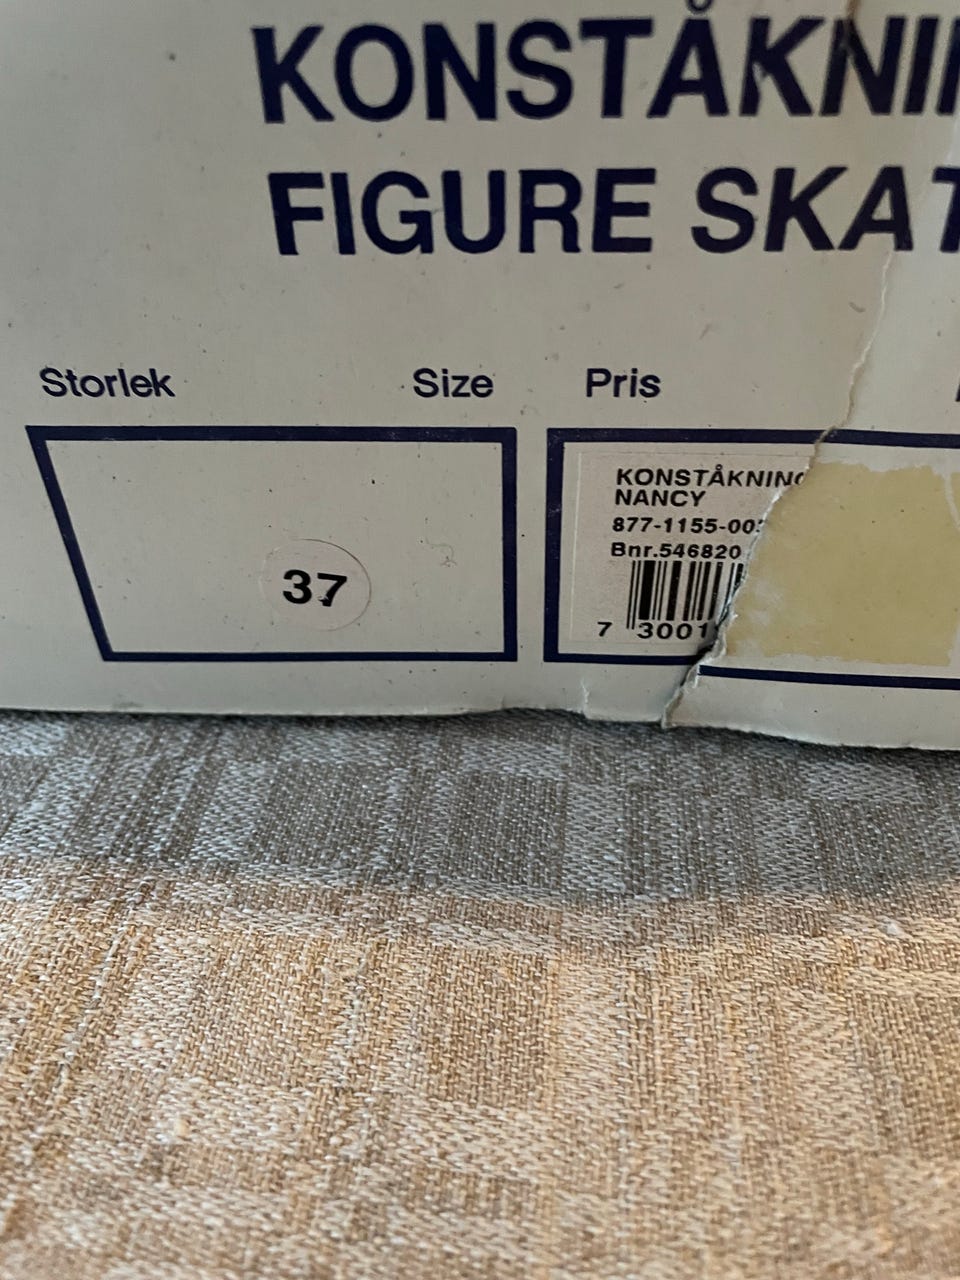 KONSTÅKNI
FIGURE SKAT
Storlek Size Pris
37
KONSTÅKNING
NANCY
877-1155-00
Bnr.546820
7 3001